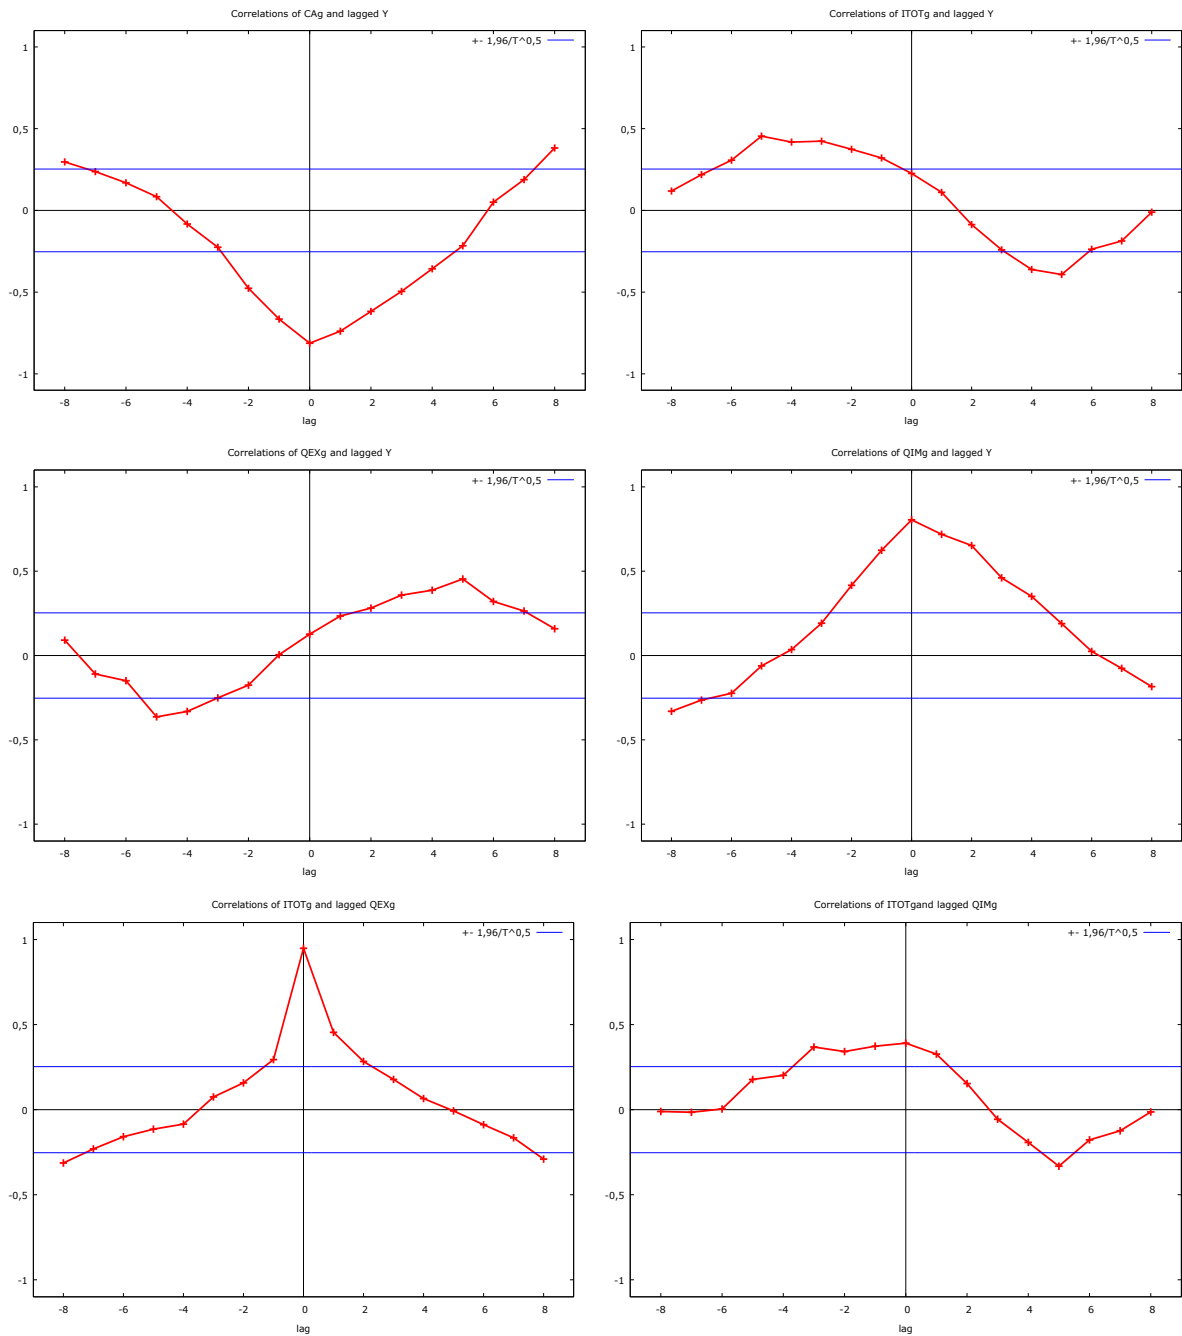 Correlations of CAg and lagged Y
+- 1,96/T^0,5
1
0,5
0
-0,5
-1
-8 -6 -4 -2 0 2 4 6 8
lag
Correlations of ITOTg and lagged Y
+- 1,96/T^0,5
1
0,5
0
-0,5
-1
-8 -6 -4 -2 0 2 4 6 8
lag
Correlations of QEXg and lagged Y
+- 1,96/T^0,5
1
0,5
0
-0,5
-1
-8 -6 -4 -2 0 2 4 6 8
lag
Correlations of QIMg and lagged Y
+- 1,96/T^0,5
1
0,5
0
-0,5
-1
-8 -6 -4 -2 0 2 4 6 8
lag
Correlations of ITOTg and lagged QEXg
+- 1,96/T^0,5
1
0,5
0
-0,5
-1
-8 -6 -4 -2 0 2 4 6 8
lag
Correlations of ITOTgand lagged QIMg
+- 1,96/T^0,5
1
0,5
0
-0,5
-1
-8 -6 -4 -2 0 2 4 6 8
lag